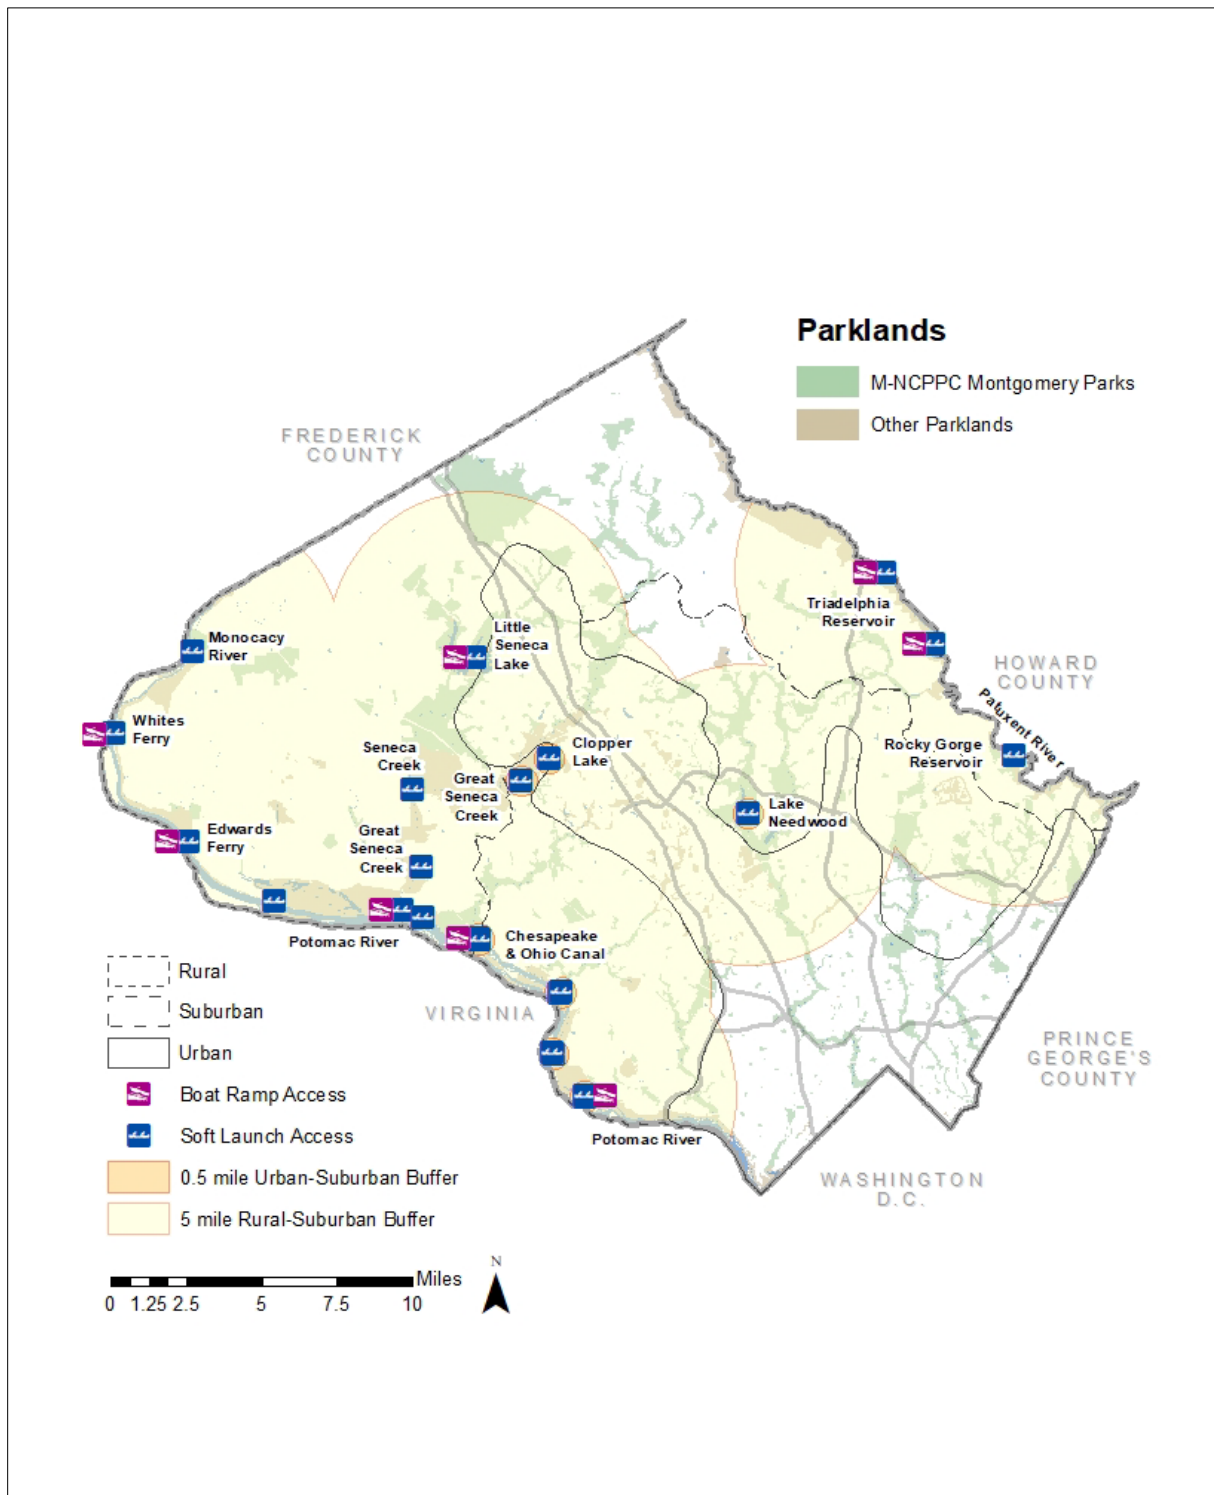 Parklands
M-NCPPC Montgomery Parks
Other Parklands
FREDERICK
COUNTY
Triadelphia
Reservoir
Monocacy
River
Little
Seneca
Lake
HOWARD
COUNTY
Patuxent River
Whites
Ferry
Seneca
Creek
Clopper
Lake
Rocky Gorge
Reservoir
Great
Seneca
Creek
Lake
Needwood
Edwards
Ferry
Great
Seneca
Creek
Potomac River
Chesapeake
& Ohio Canal
VIRGINIA
PRINCE
GEORGE'S
COUNTY
Potomac River
WASHINGTON
D.C.
Rural
Suburban
Urban
Boat Ramp Access
Soft Launch Access
0.5 mile Urban-Suburban Buffer
5 mile Rural-Suburban Buffer
N
Miles
0 1.25 2.5 5 7.5 10